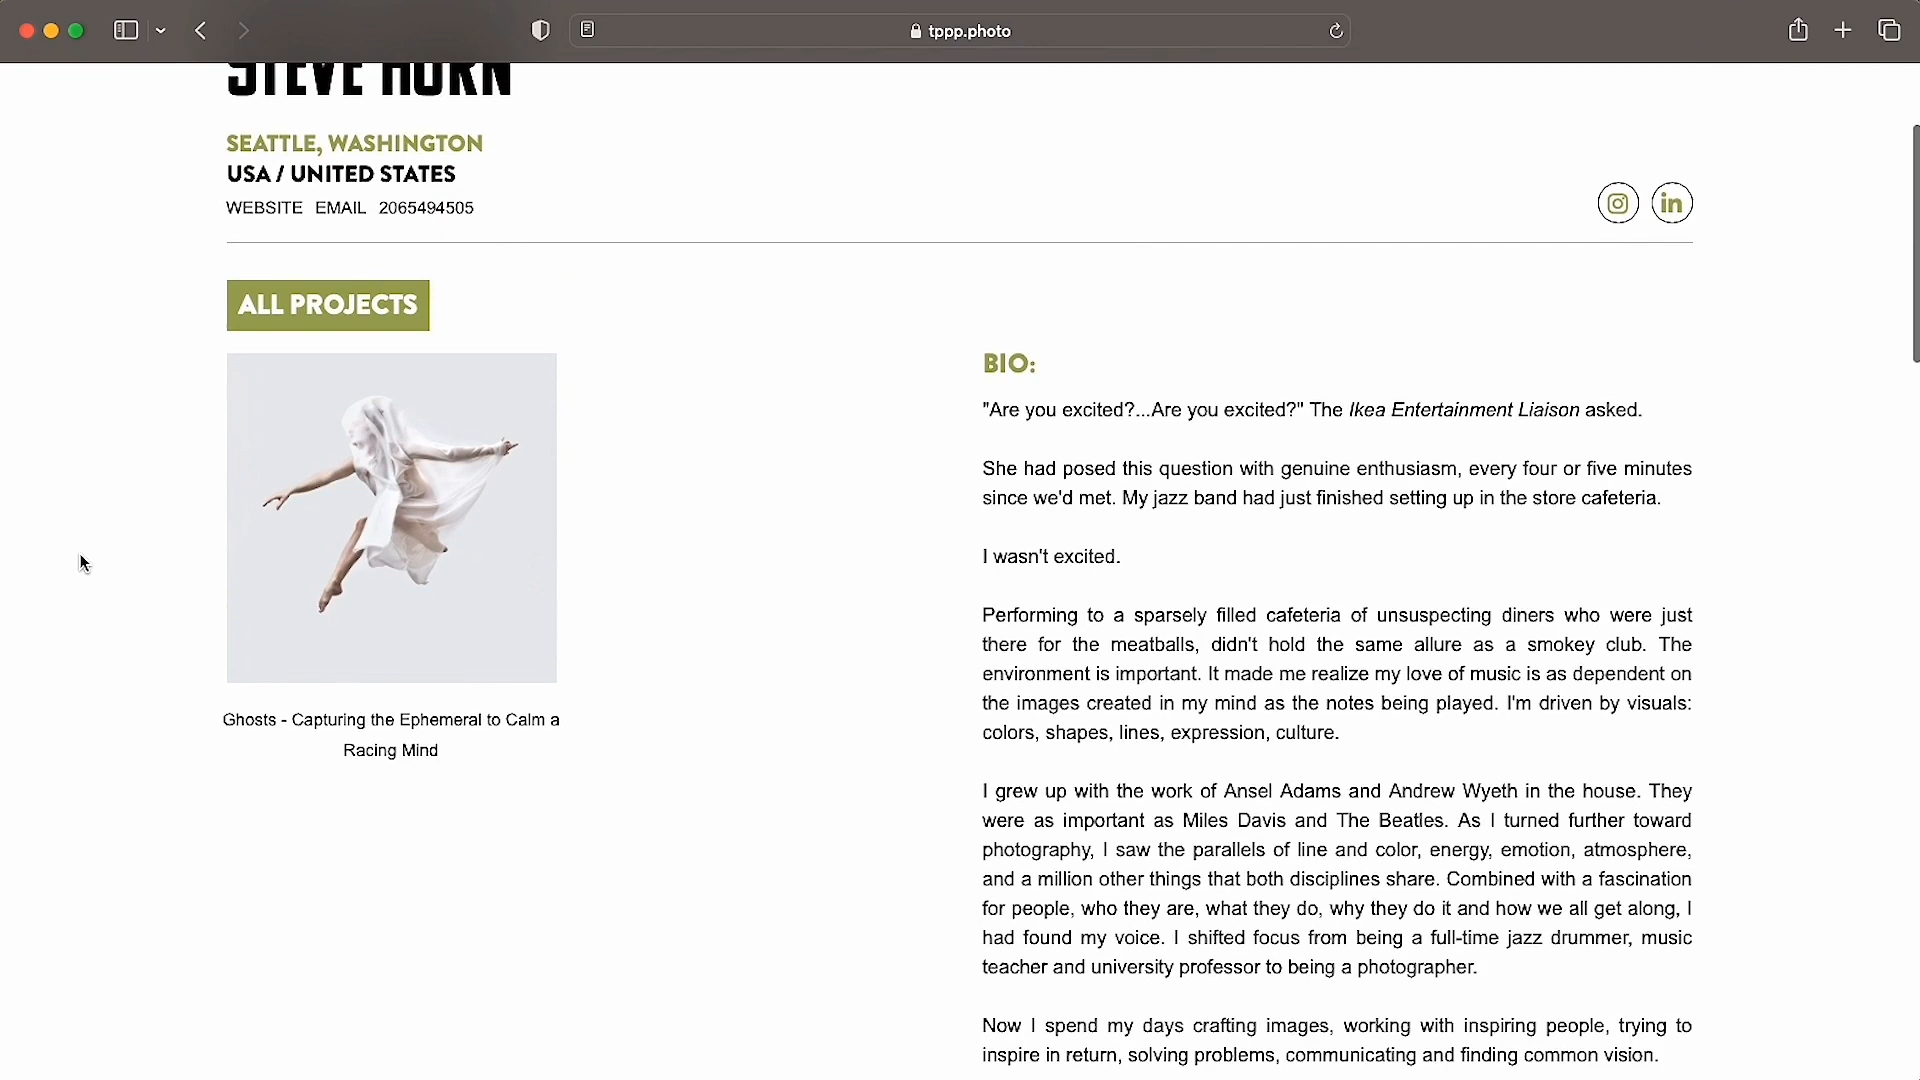 tppp.photo
STEVE HORN
SEATTLE, WASHINGTON
USA / UNITED STATES
WEBSITE EMAIL 2065494505
in
ALL PROJECTS
Ghosts - Capturing the Ephemeral to Calm a
Racing Mind
BIO:
"Are you excited?...Are you excited?" The Ikea Entertainment Liaison asked.
She had posed this question with genuine enthusiasm, every four or five minutes
since we'd met. My jazz band had just finished setting up in the store cafeteria.
I wasn't excited.
Performing to a sparsely filled cafeteria of unsuspecting diners who were just
there for the meatballs, didn't hold the same allure as a smokey club. The
environment is important. It made me realize my love of music is as dependent on
the images created in my mind as the notes being played. I'm driven by visuals:
colors, shapes, lines, expression, culture.
I grew up with the work of Ansel Adams and Andrew Wyeth in the house. They
were as important as Miles Davis and The Beatles. As I turned further toward
photography, I saw the parallels of line and color, energy, emotion, atmosphere,
and a million other things that both disciplines share. Combined with a fascination
for people, who they are, what they do, why they do it and how we all get along, I
had found my voice. I shifted focus from being a full-time jazz drummer, music
teacher and university professor to being a photographer.
Now I spend my days crafting images, working with inspiring people, trying to
inspire in return, solving problems, communicating and finding common vision.